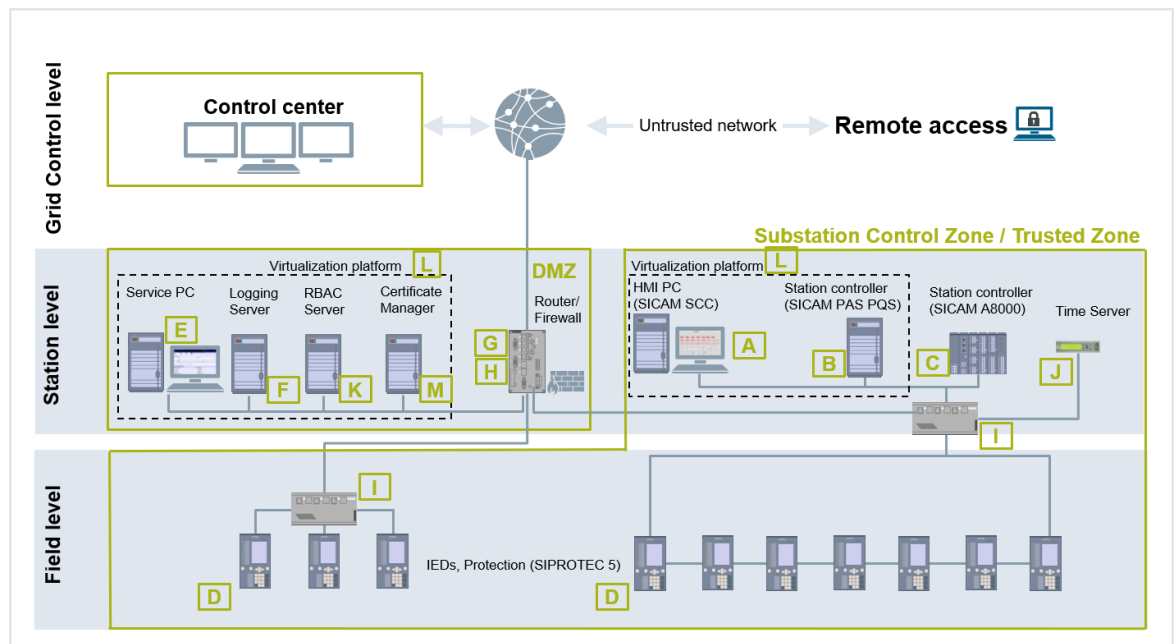 Grid Control level
Control center
Untrusted network
Remote access
Station level
Substation Control Zone / Trusted Zone
Virtualization platform
L
DMZ
Service PC
Logging
Server
RBAC
Server
Certificate
Manager
Router/
Firewall
E
F
K
M
G
H
Virtualization platform
L
HMI PC
(SICAM SCC)
Station controller
(SICAM PAS PQS)
Station controller
(SICAM A8000)
Time Server
A
B
C
J
I
Field level
I
IEDs, Protection (SIPROTEC 5)
D
D